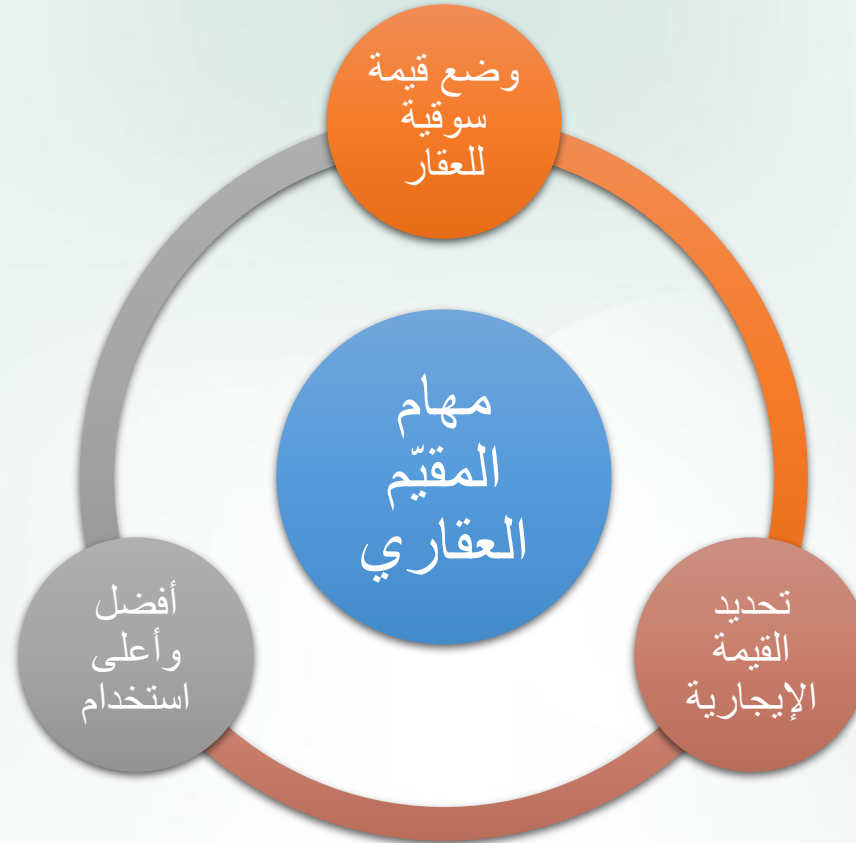 وضع قيمة
سوقية
للعقار
مهام
المقيّم
العقاري
تحديد
القيمة
الإيجارية
أفضل
وأعلى
استخدام